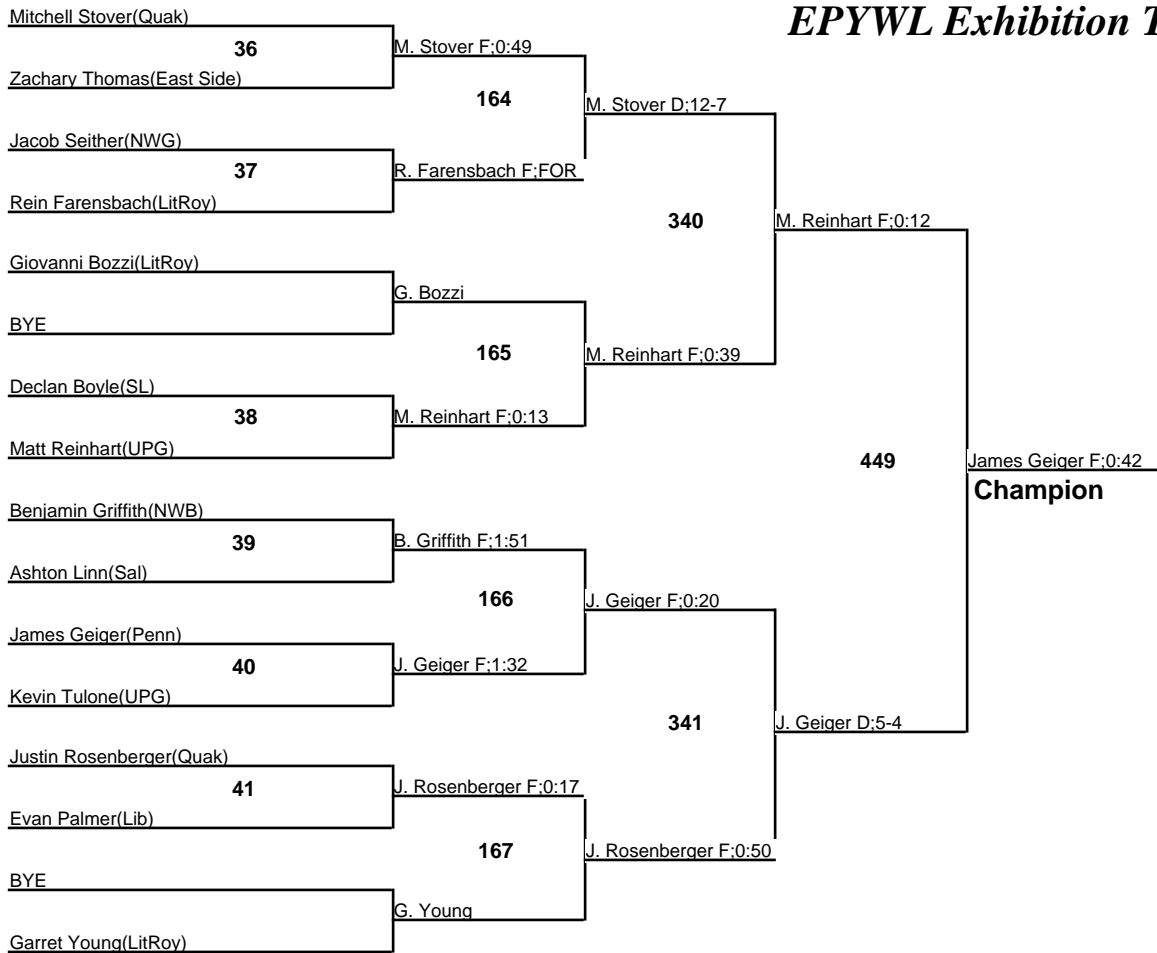 EPYWL Exhibition T
Mitchell Stover(Quak)
36
Zachary Thomas(East Side)
M. Stover F;0:49
164
Jacob Seither(NWG)
37
Rein Farensbach(LitRoy)
R. Farensbach F;FOR
M. Stover D;12-7
340
Giovanni Bozzi(LitRoy)
BYE
G. Bozzi
165
Declan Boyle(SL)
38
Matt Reinhart(UPG)
M. Reinhart F;0:13
M. Reinhart F;0:39
M. Reinhart F;0:12
449
James Geiger F;0:42
Champion
Benjamin Griffith(NWB)
39
Ashton Linn(Sal)
B. Griffith F;1:51
166
James Geiger(Penn)
40
Kevin Tulone(UPG)
J. Geiger F;1:32
J. Geiger F;0:20
341
J. Geiger D;5-4
Justin Rosenberger(Quak)
41
Evan Palmer(Lib)
J. Rosenberger F;0:17
167
J. Rosenberger F;0:50
BYE
G. Young
Garret Young(LitRoy)